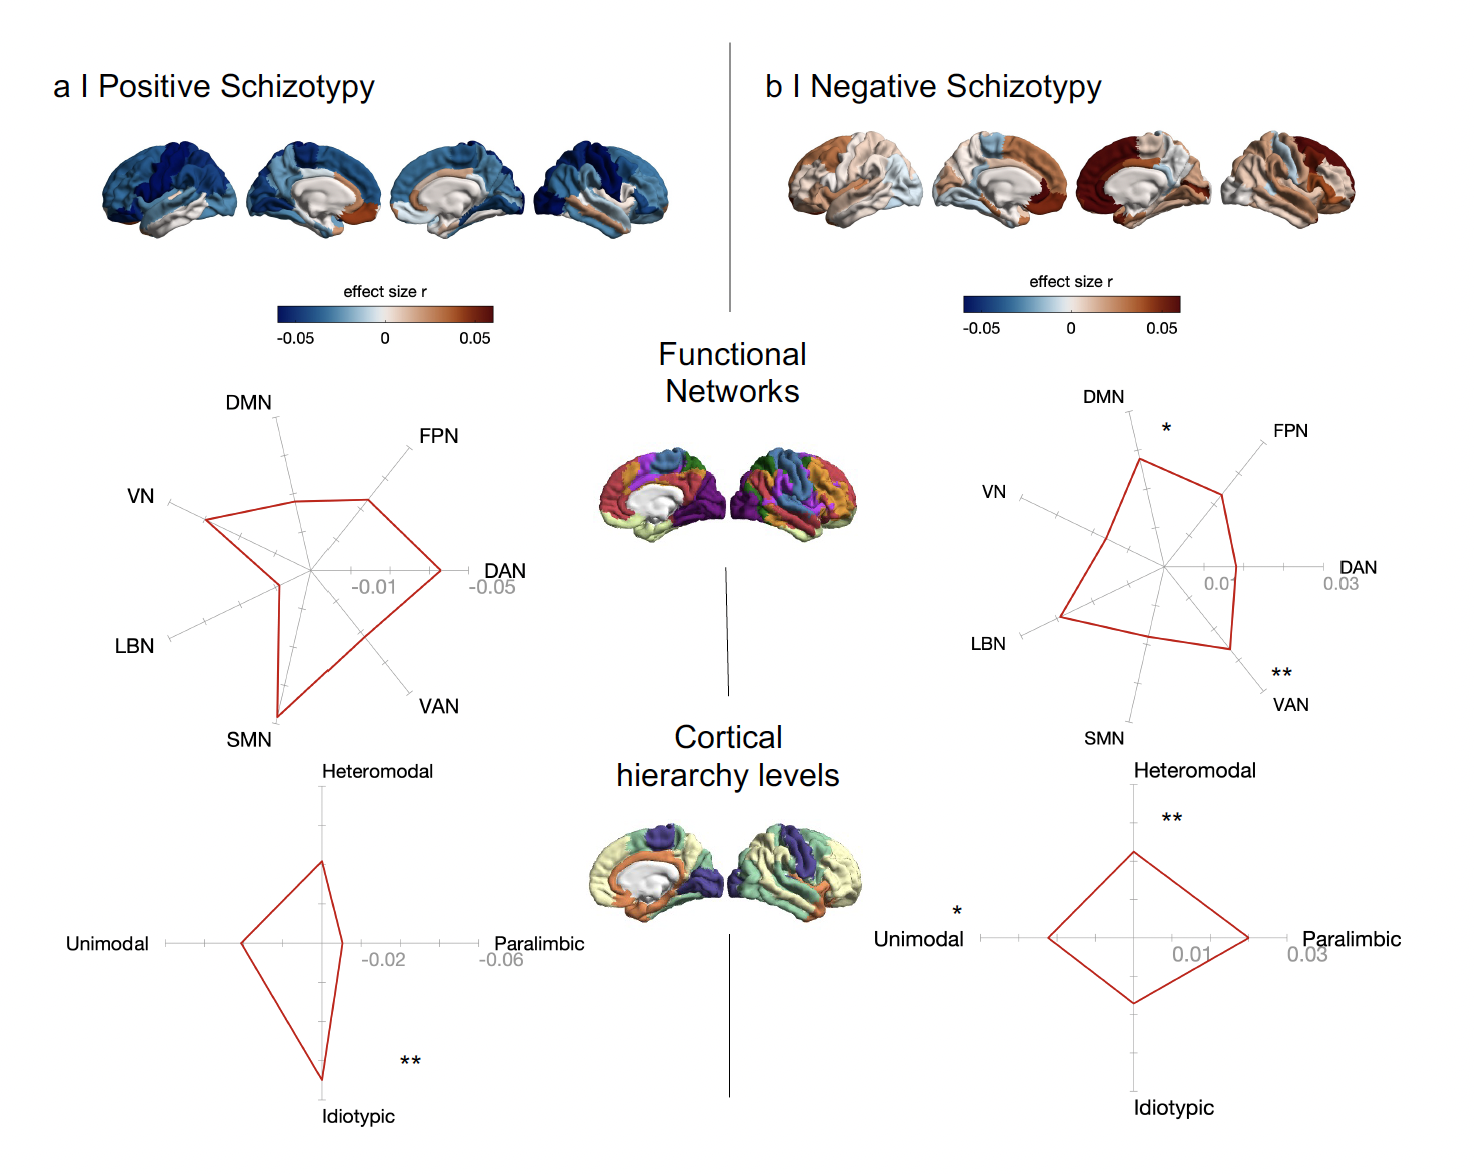 a I Positive Schizotypy
b I Negative Schizotypy
effect size r
-0.05 0 0.05
effect size r
-0.05 0 0.05
Functional
Networks
DMN
FPN
VN
DAN
-0.01
-0.05
LBN
VAN
SMN
DMN
*
FPN
VN
DAN
0.01
0.03
LBN
**
VAN
SMN
Cortical
hierarchy levels
Heteromodal
Unimodal
Paralimbic
-0.02
-0.06
**
Idiotypic
Heteromodal
**
*
Unimodal
Paralimbic
0.01
0.03
Idiotypic